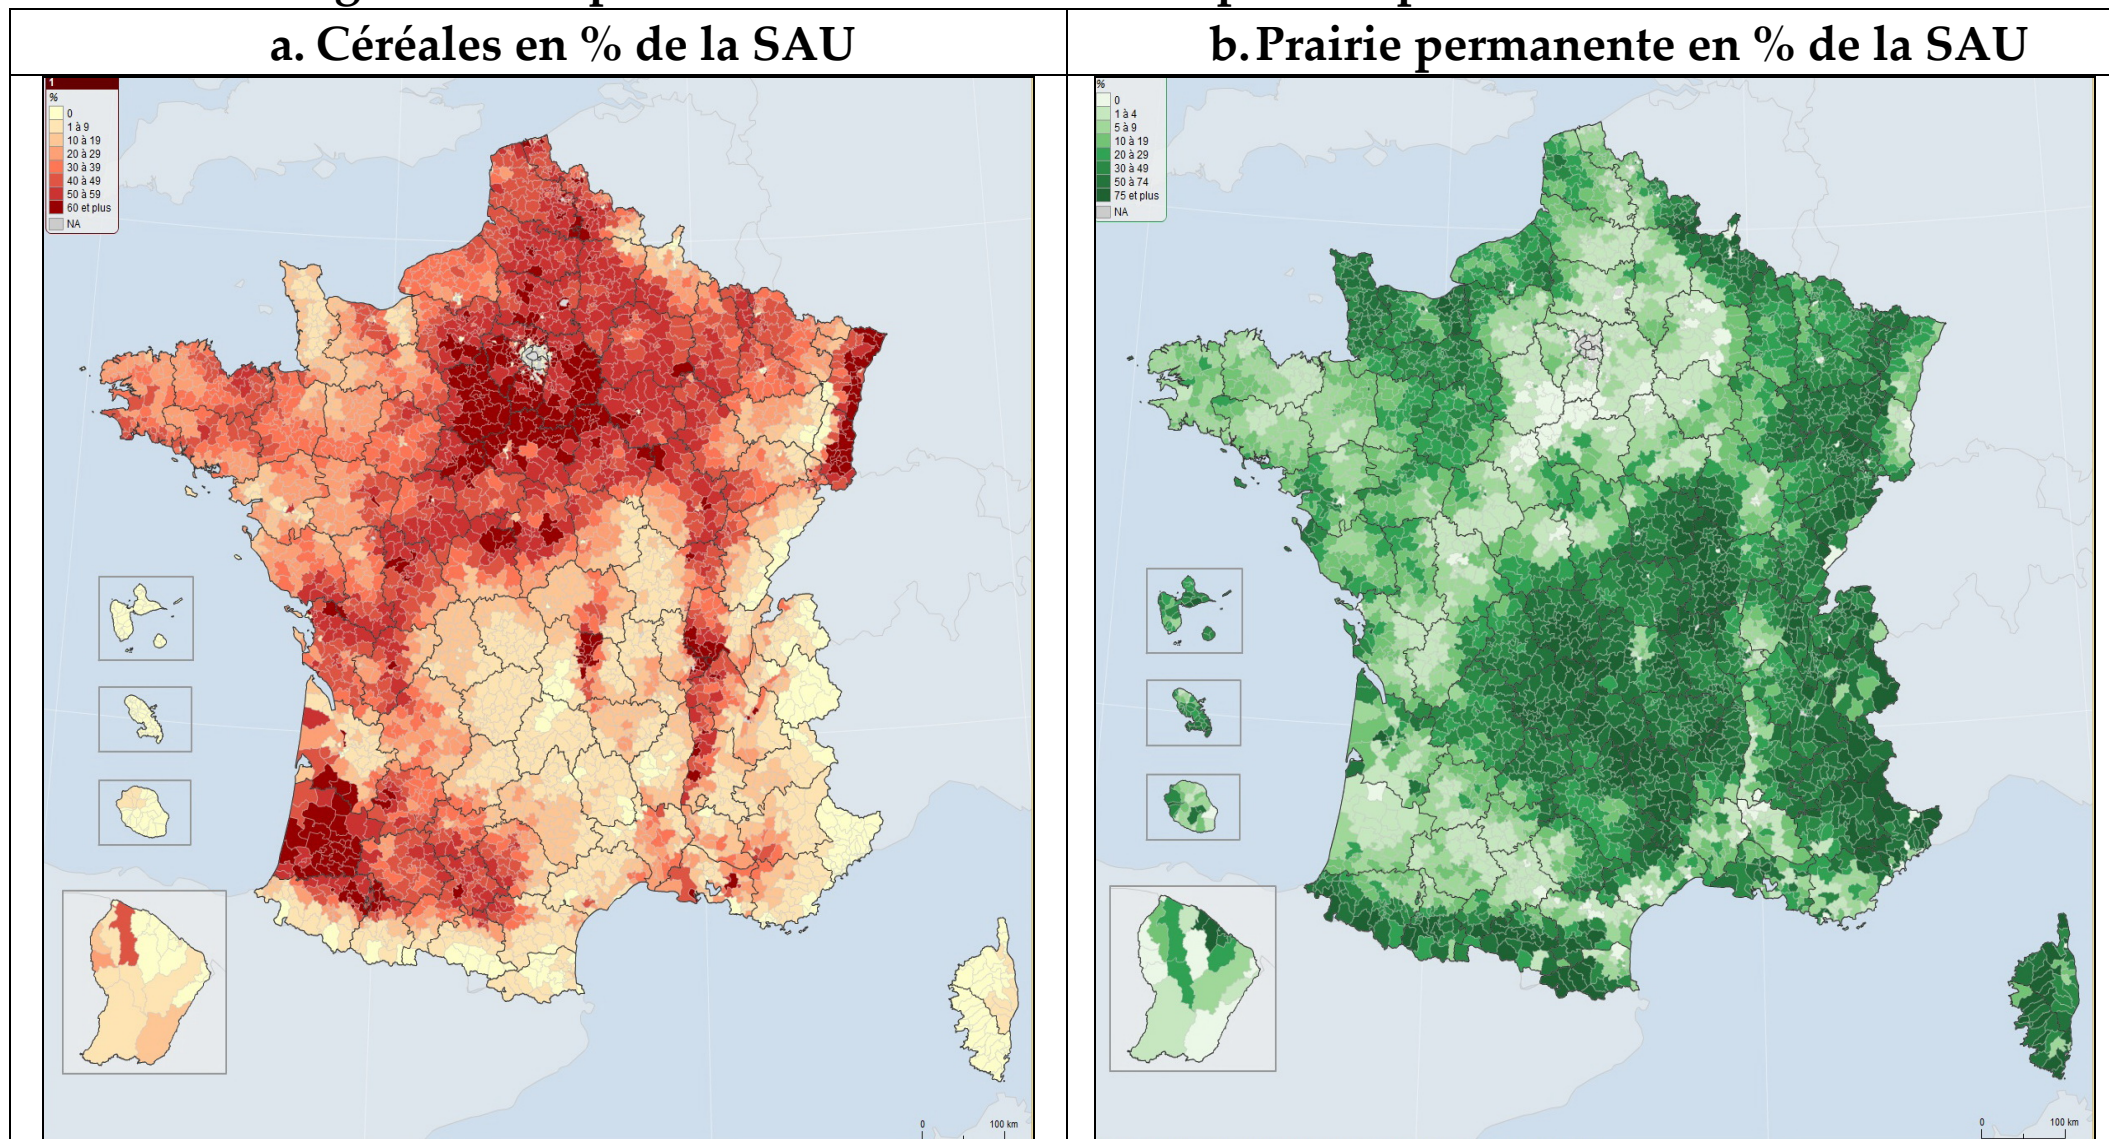 a. Céréales en % de la SAU
b. Prairie permanente en % de la SAU
1
%
0
1 à 9
10 à 19
20 à 29
30 à 39
40 à 49
50 à 59
60 et plus
NA
0 100 km
%
0
1 à 4
5 à 9
10 à 19
20 à 29
30 à 49
50 à 74
75 et plus
NA
0 100 km